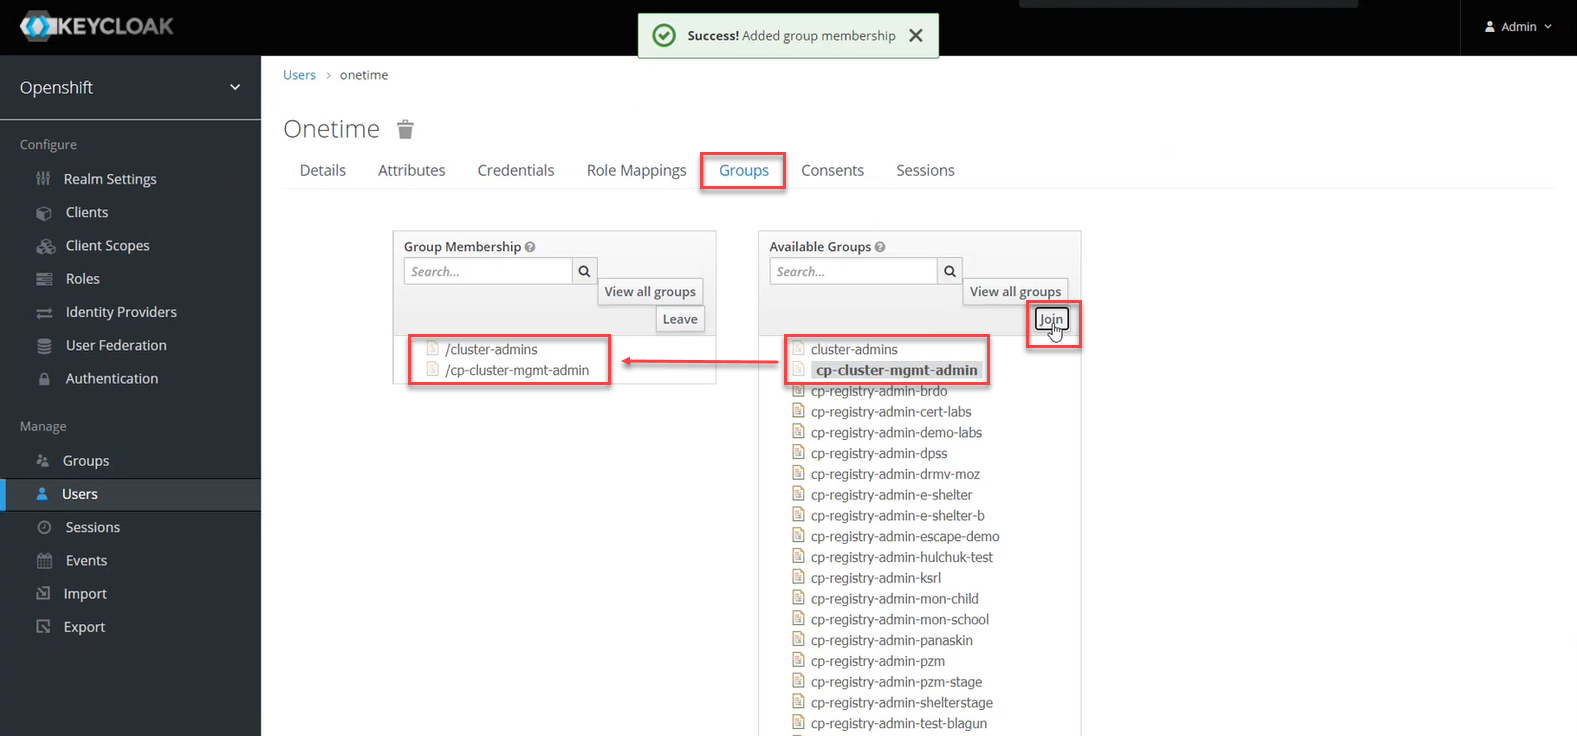 KEYCLOAK
Success! Added group membership
Admin
Openshift
Configure
Realm Settings
Clients
Client Scopes
Roles
Identity Providers
User Federation
Authentication
Manage
Groups
Users
Sessions
Events
Import
Export
Users > onetime
Onetime
Details Attributes Credentials Role Mappings Groups Consents Sessions
Group Membership
Search...
View all groups
Leave
/cluster-admins
/cp-cluster-mgmt-admin
Available Groups
Search...
View all groups
Join
cluster-admins
cp-cluster-mgmt-admin
cp-registry-admin-brdo
cp-registry-admin-cert-labs
cp-registry-admin-demo-labs
cp-registry-admin-dpss
cp-registry-admin-drmv-moz
cp-registry-admin-e-shelter
cp-registry-admin-e-shelter-b
cp-registry-admin-escape-demo
cp-registry-admin-hulchuk-test
cp-registry-admin-ksrl
cp-registry-admin-mon-child
cp-registry-admin-mon-school
cp-registry-admin-panaskin
cp-registry-admin-pzm
cp-registry-admin-pzm-stage
cp-registry-admin-shelterstage
cp-registry-admin-test-blagun